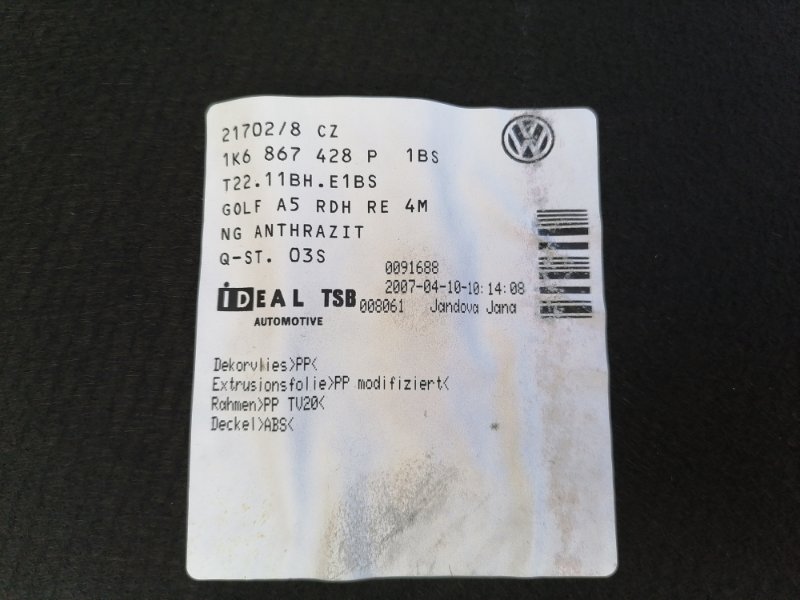 21702/8 CZ
1K6 867 428 P 1BS
T22.11BH.E1BS
GOLF A5 RDH RE 4M
NG ANTHRAZIT
Q-ST. 03S
0091688
2007-04-10-10:14:08
IDEAL TSB 008061 Jandova Jana
AUTOMOTIVE
Dekorvlies>PP<
Extrusionsfolie>PP modifiziert<
Rahmen>PP TV20<
Deckel>ABS<